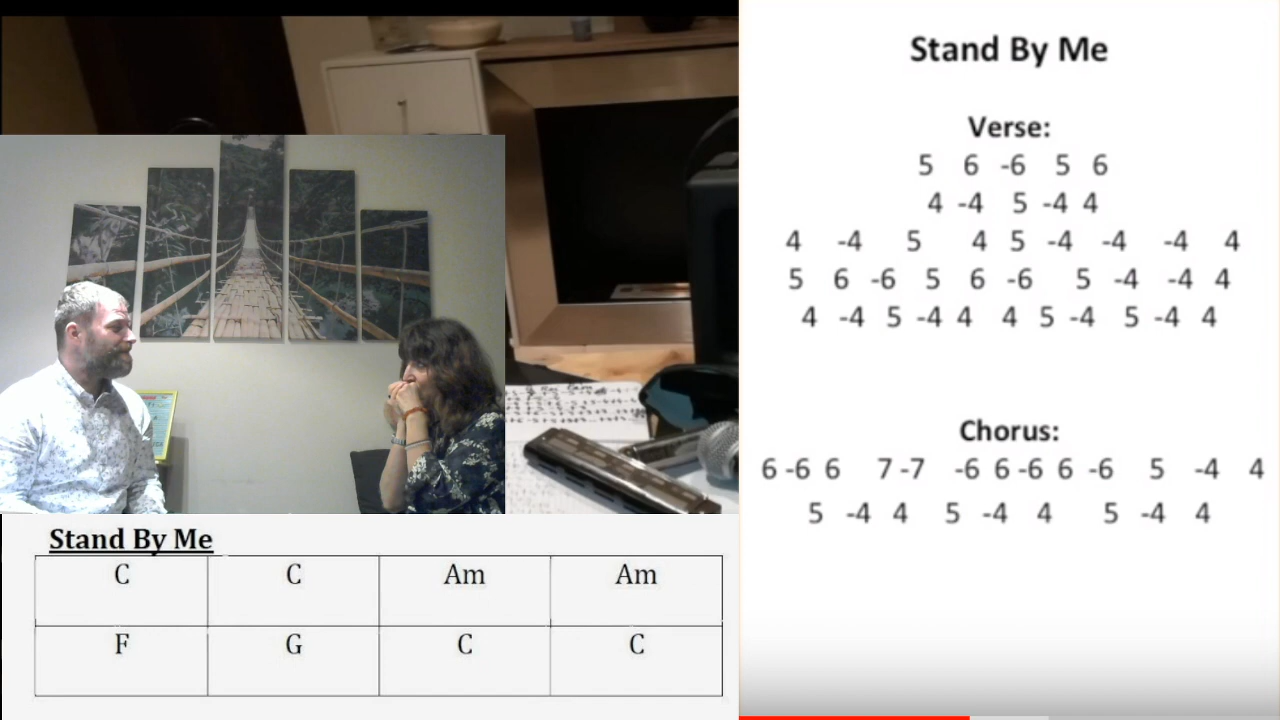 Stand By Me
Verse:
5 6 -6 5 6
4 -4 5 -4 4
4 -4 5 4 5 -4 -4 -4 4
5 6 -6 5 6 -6 5 -4 -4 4
4 -4 5 -4 4 4 5 -4 5 -4 4
Chorus:
6 -6 6 7 -7 -6 6 -6 6 -6 5 -4 4
5 -4 4 5 -4 4 5 -4 4
Stand By Me
C C Am Am
F G C C